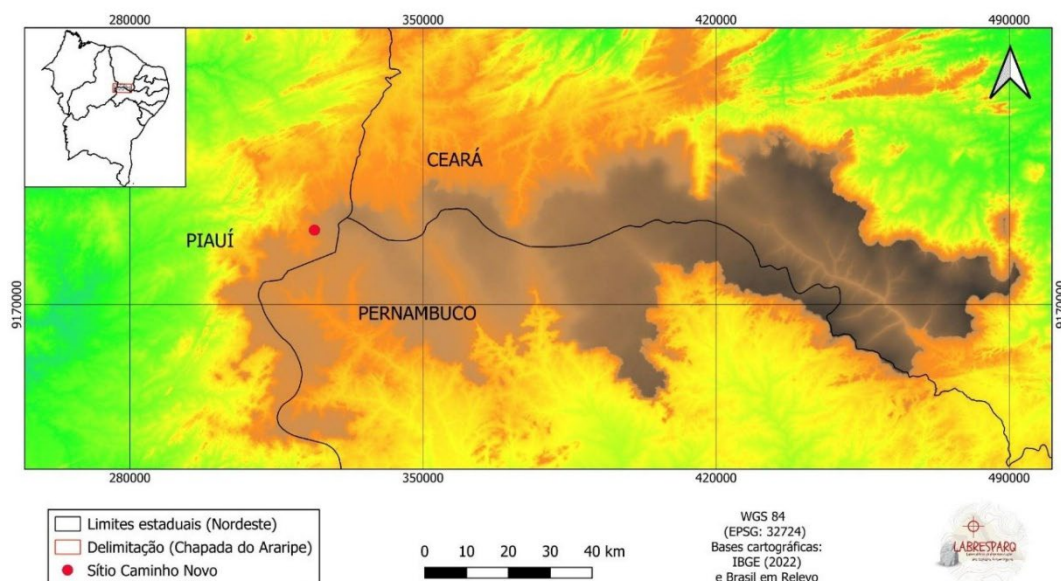 280000
350000
420000
490000
CEARÁ
PIAUÍ
PERNAMBUCO
9170000
9170000
280000
350000
420000
490000
Limites estaduais (Nordeste)
Delimitação (Chapada do Araripe)
Sítio Caminho Novo
0 10 20 30 40 km
WGS 84
(EPSG: 32724)
Bases cartográficas:
IBGE (2022)
e Brasil em Relevo
LABRESPARQ